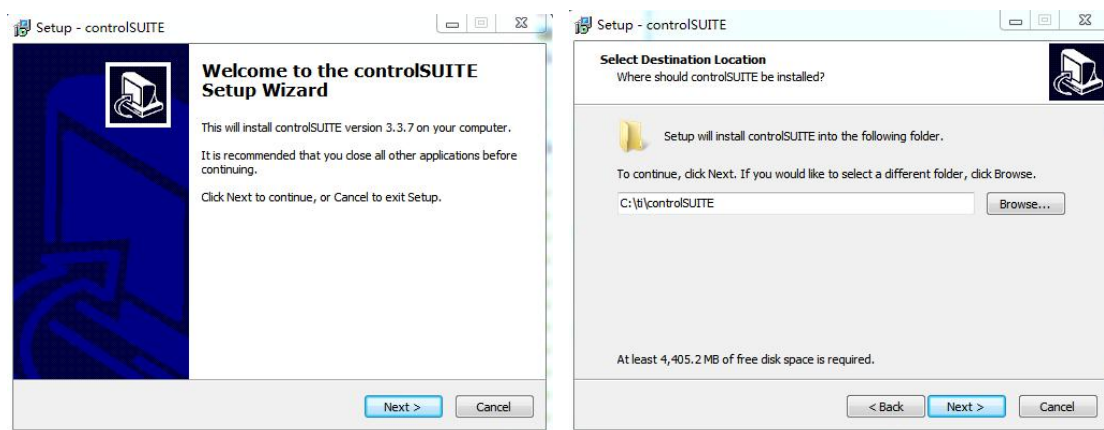 Setup - controlSUITE
Welcome to the controlSUITE
Setup Wizard
This will install controlSUITE version 3.3.7 on your computer.
It is recommended that you close all other applications before
continuing.
Click Next to continue, or Cancel to exit Setup.
Next >
Cancel
Setup - controlSUITE
Select Destination Location
Where should controlSUITE be installed?
Setup will install controlSUITE into the following folder.
To continue, click Next. If you would like to select a different folder, click Browse.
C:\ti\controlSUITE
Browse...
At least 4,405.2 MB of free disk space is required.
< Back
Next >
Cancel